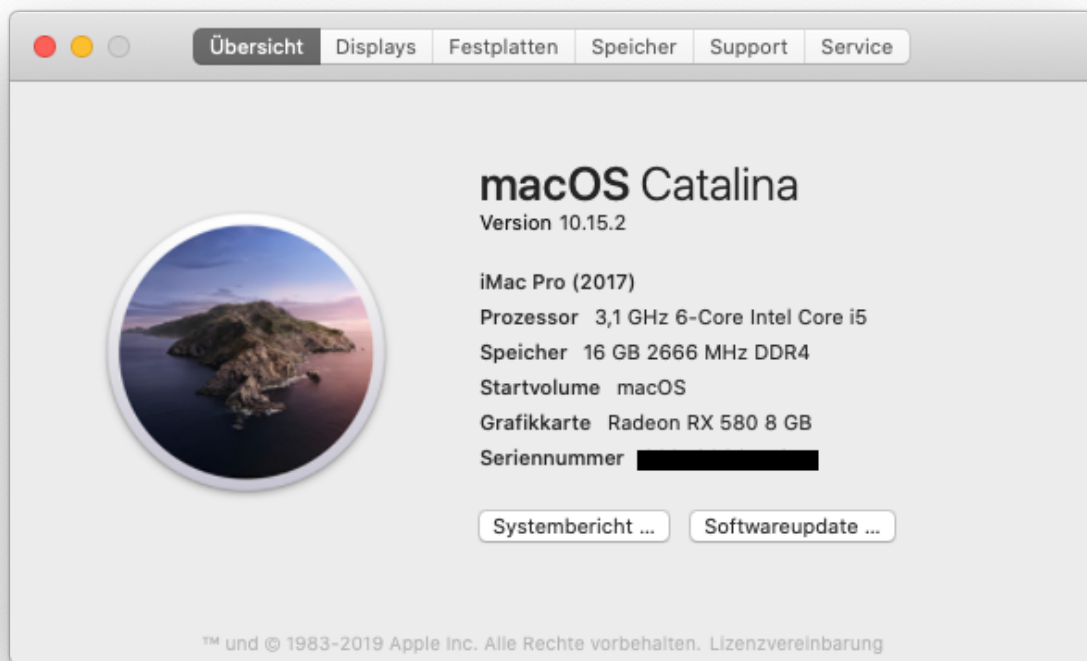 Übersicht Displays Festplatten Speicher Support Service
macOS Catalina
Version 10.15.2
iMac Pro (2017)
Prozessor 3,1 GHz 6-Core Intel Core i5
Speicher 16 GB 2666 MHz DDR4
Startvolume macOS
Grafikkarte Radeon RX 580 8 GB
Seriennummer
Systembericht ... Softwareupdate ...
™ und © 1983-2019 Apple Inc. Alle Rechte vorbehalten. Lizenzvereinbarung